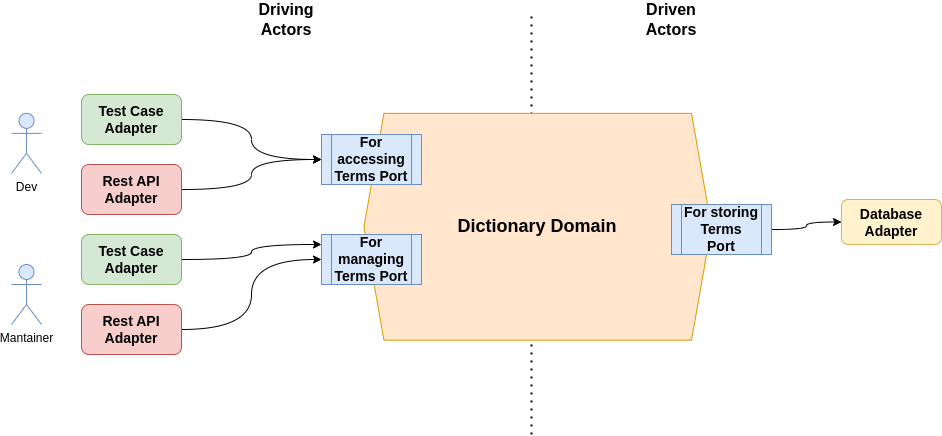 Driving
Actors
Driven
Actors
Test Case
Adapter
Rest API
Adapter
Dev
For
accessing
Terms Port
Test Case
Adapter
Rest API
Adapter
Mantainer
For
managing
Terms Port
Dictionary Domain
For storing
Terms
Port
Database
Adapter